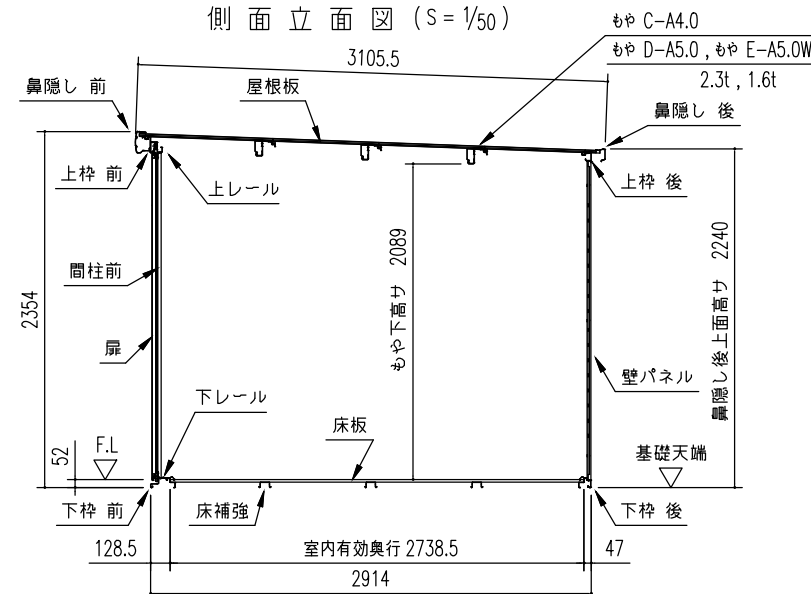 側面立面図 (S = 1/50)
もや C-A4.0
もや D-A5.0 , もや E-A5.0W
2.3t , 1.6t
3105.5
鼻隠し 前
屋根板
鼻隠し 後
上枠 前
上レール
上枠 後
間柱前
扉
2354
もや下高サ 2089
鼻隠し後上面高サ 2240
壁パネル
下レール
床板
基礎天端
F.L
52
下枠 前
床補強
下枠 後
128.5
室内有効奥行 2738.5
47
2914